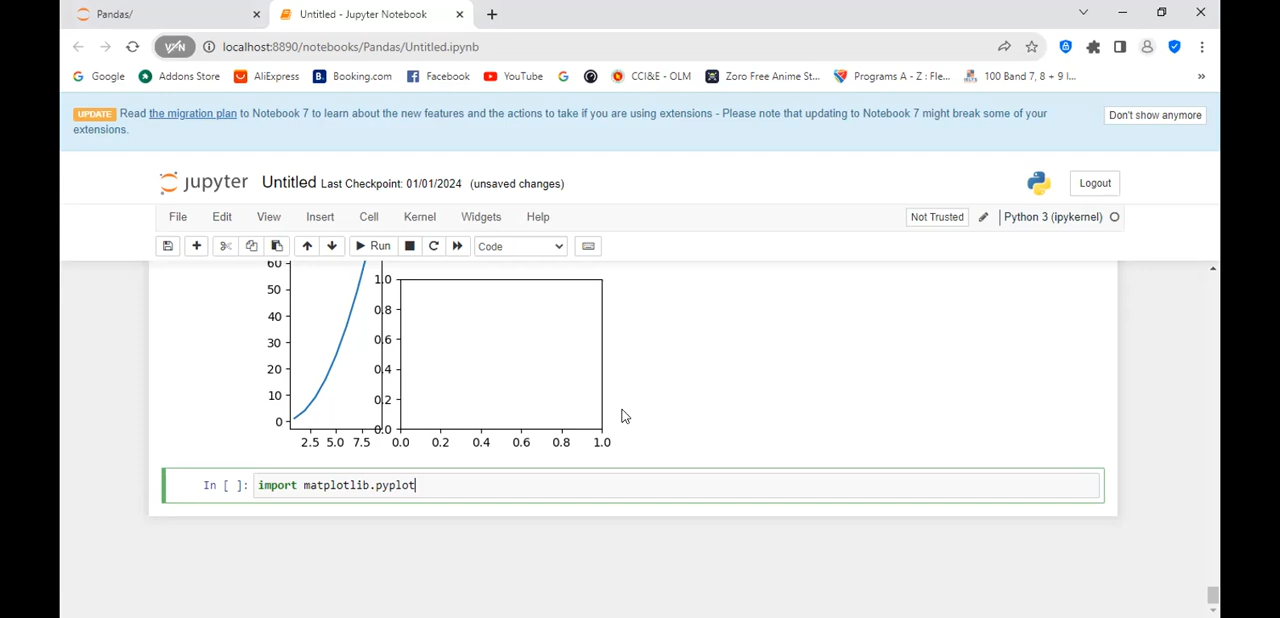 Pandas/
Untitled - Jupyter Notebook
VPN
localhost:8890/notebooks/Pandas/Untitled.ipynb
Google
Addons Store
AliExpress
Booking.com
Facebook
YouTube
CCI&E - OLM
Zoro Free Anime St...
Programs A - Z : Fle...
100 Band 7, 8 + 9 I...
UPDATE Read the migration plan to Notebook 7 to learn about the new features and the actions to take if you are using extensions - Please note that updating to Notebook 7 might break some of your
extensions.
Don't show anymore
jupyter Untitled Last Checkpoint: 01/01/2024 (unsaved changes)
Logout
File Edit View Insert Cell Kernel Widgets Help
Not Trusted
Python 3 (ipykernel)
Run
Code
60
50
40
30
20
10
0
2.5 5.0 7.5
1.0
0.8
0.6
0.4
0.2
0.0
0.0 0.2 0.4 0.6 0.8 1.0
In [ ]: import matplotlib.pyplot